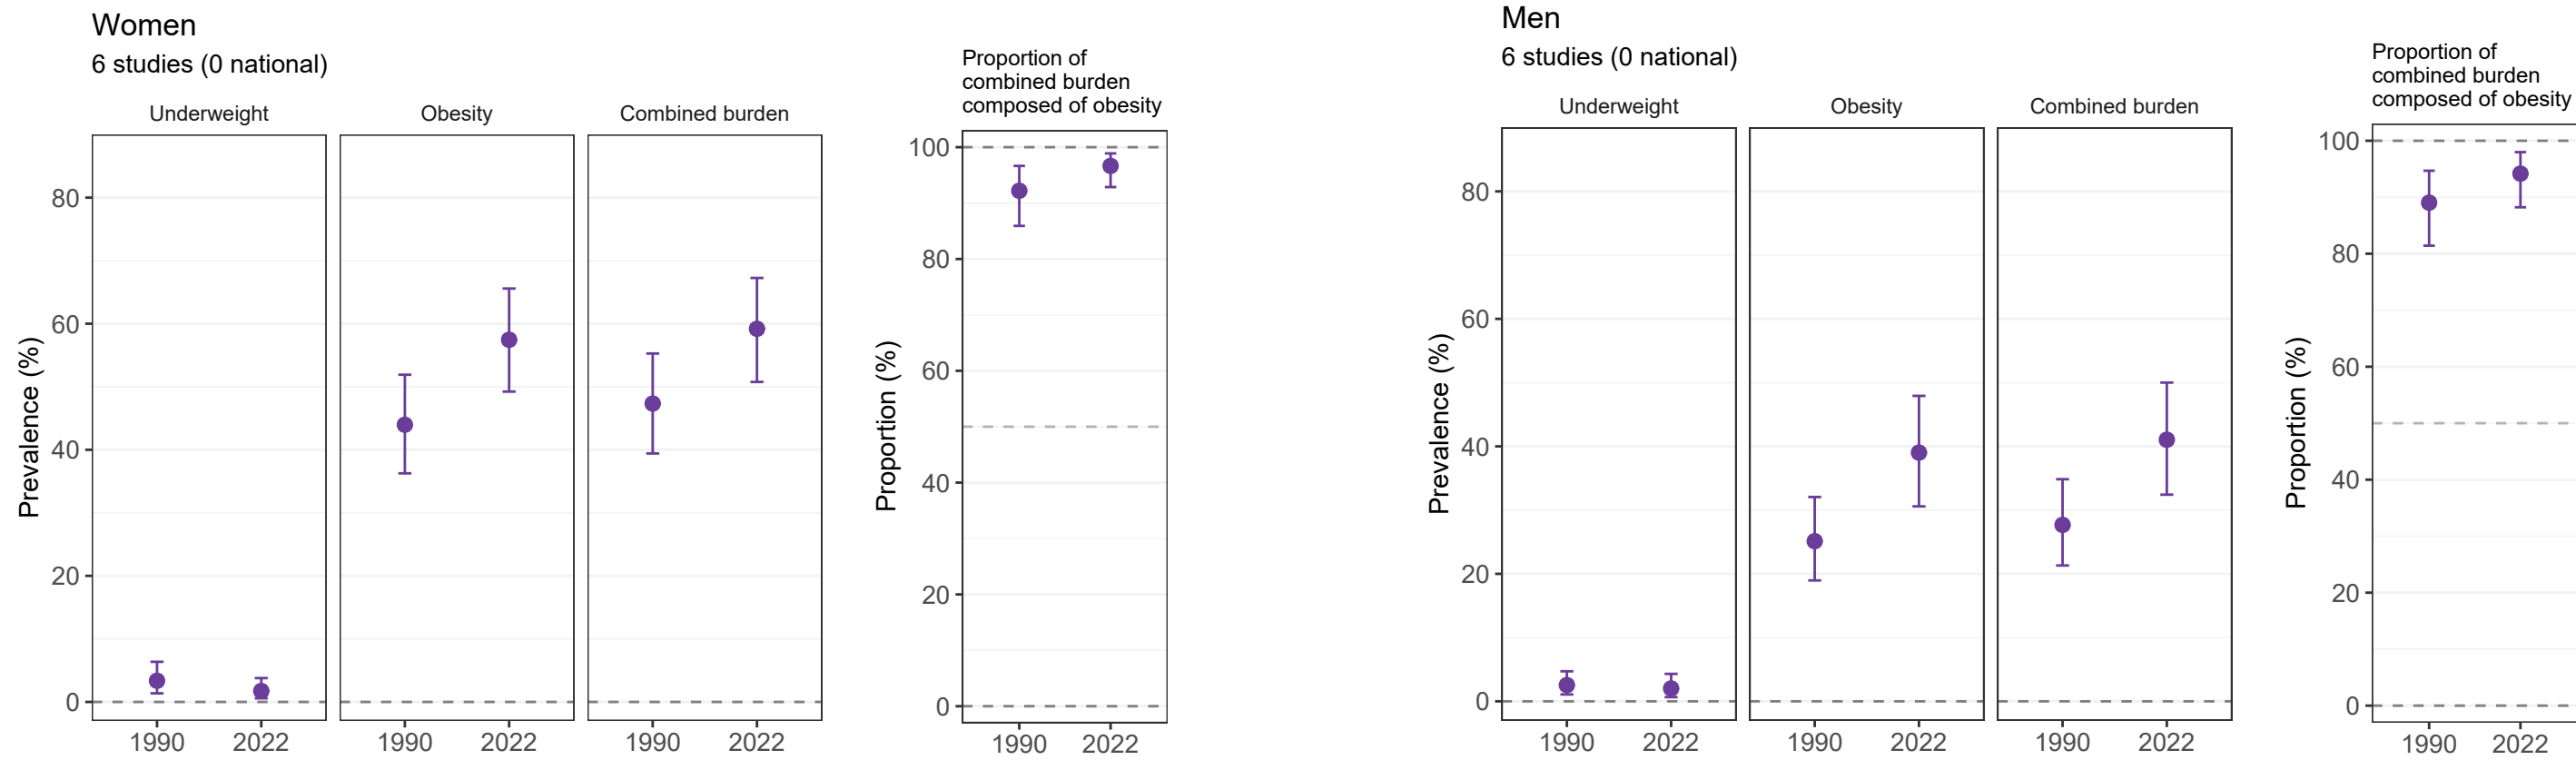 Women
6 studies (0 national)
Underweight
Obesity
Combined burden
Prevalence (%)
80
60
40
20
0
1990
2022
1990
2022
1990
2022
Proportion of
combined burden
composed of obesity
Proportion (%)
100
80
60
40
20
0
1990
2022
Men
6 studies (0 national)
Underweight
Obesity
Combined burden
Prevalence (%)
80
60
40
20
0
1990
2022
1990
2022
1990
2022
Proportion of
combined burden
composed of obesity
Proportion (%)
100
80
60
40
20
0
1990
2022